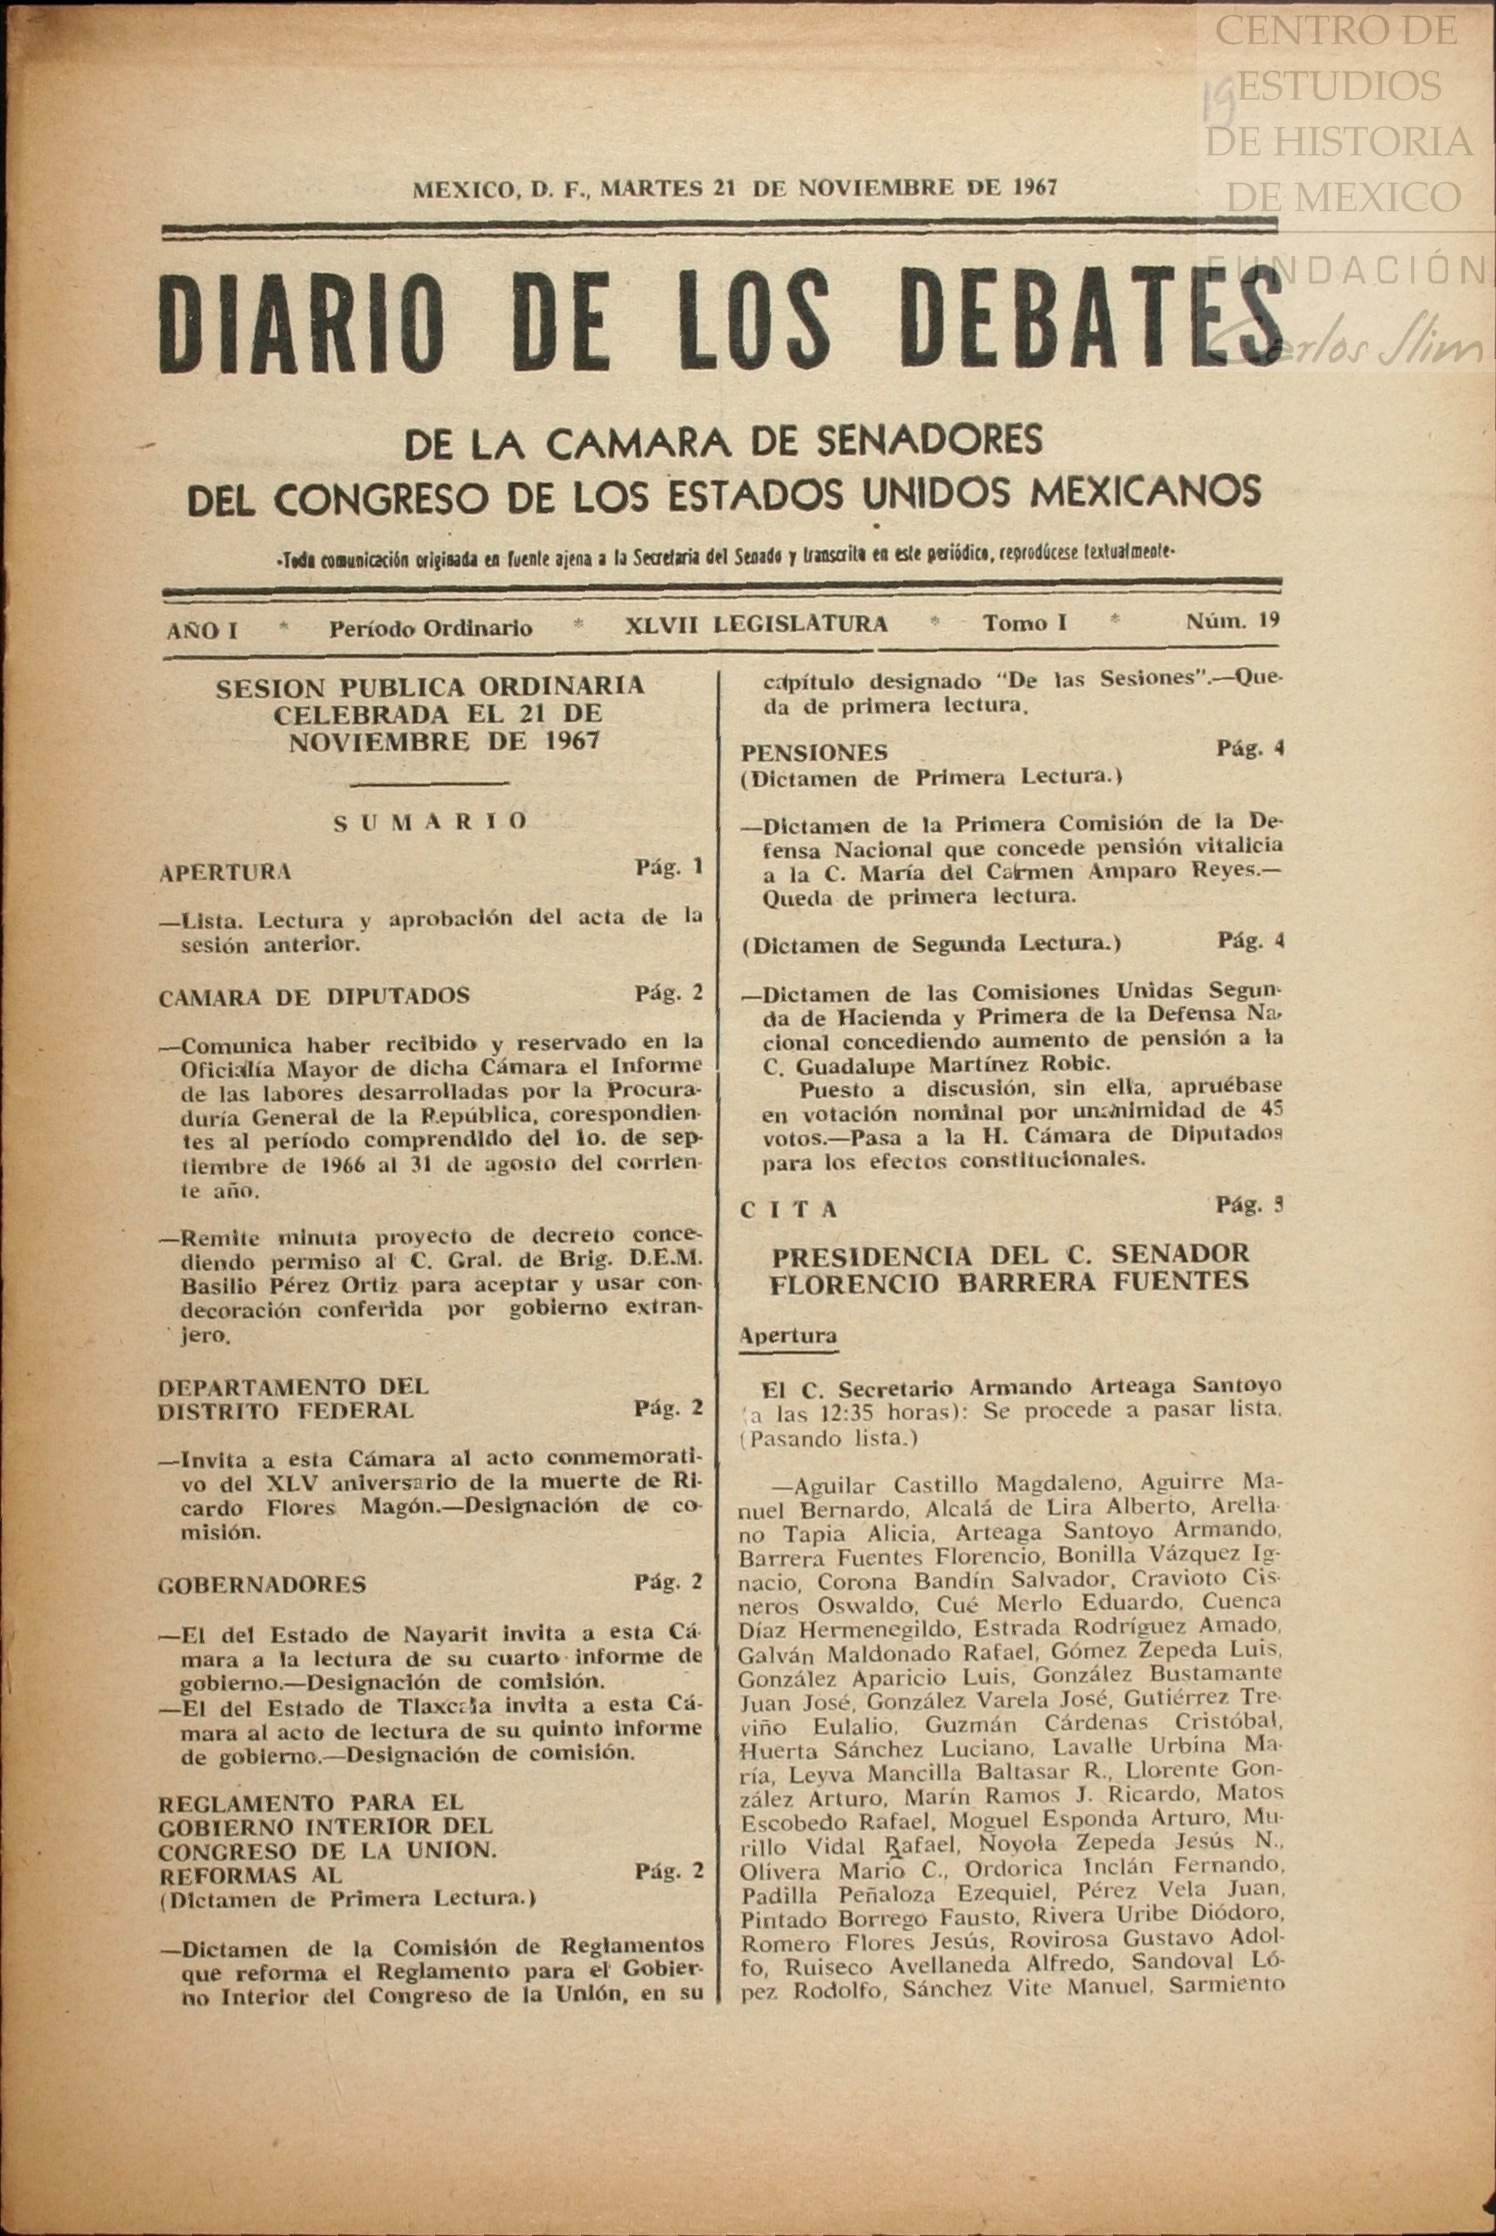 CENTRO DE
ESTUDIOS
DE HISTORIA
DE MEXICO
FUNDACIÓN
Carlos Slim
19
MEXICO, D. F., MARTES 21 DE NOVIEMBRE DE 1967
DIARIO DE LOS DEBATES
DE LA CAMARA DE SENADORES
DEL CONGRESO DE LOS ESTADOS UNIDOS MEXICANOS
-Toda comunicación originada en fuente ajena a la Secretaría del Senado y transcrita en este periódico, reprodúcese textualmente-
AÑO I * Período Ordinario * XLVII LEGISLATURA * Tomo I * Núm. 19
SESION PUBLICA ORDINARIA
CELEBRADA EL 21 DE
NOVIEMBRE DE 1967
SUMARIO
APERTURA Pág. 1
—Lista. Lectura y aprobación del acta de la
sesión anterior.
CAMARA DE DIPUTADOS Pág. 2
—Comunica haber recibido y reservado en la
Oficialía Mayor de dicha Cámara el Informe
de las labores desarrolladas por la Procura-
duría General de la República, corespondien-
tes al período comprendido del 1o. de sep-
tiembre de 1966 al 31 de agosto del corrien-
te año.
—Remite minuta proyecto de decreto conce-
diendo permiso al C. Gral. de Brig. D.E.M.
Basilio Pérez Ortiz para aceptar y usar con-
decoración conferida por gobierno extran-
jero.
DEPARTAMENTO DEL
DISTRITO FEDERAL Pág. 2
—Invita a esta Cámara al acto conmemorati-
vo del XLV aniversario de la muerte de Ri-
cardo Flores Magón.—Designación de co-
misión.
GOBERNADORES Pág. 2
—El del Estado de Nayarit invita a esta Cá-
mara a la lectura de su cuarto informe de
gobierno.—Designación de comisión.
—El del Estado de Tlaxcala invita a esta Cá-
mara al acto de lectura de su quinto informe
de gobierno.—Designación de comisión.
REGLAMENTO PARA EL
GOBIERNO INTERIOR DEL
CONGRESO DE LA UNION.
REFORMAS AL Pág. 2
(Dictamen de Primera Lectura.)
—Dictamen de la Comisión de Reglamentos
que reforma el Reglamento para el Gobier-
no Interior del Congreso de la Unión, en su
capítulo designado "De las Sesiones".—Que-
da de primera lectura.
PENSIONES Pág. 4
(Dictamen de Primera Lectura.)
—Dictamen de la Primera Comisión de la De-
fensa Nacional que concede pensión vitalicia
a la C. María del Carmen Amparo Reyes.—
Queda de primera lectura.
(Dictamen de Segunda Lectura.) Pág. 4
—Dictamen de las Comisiones Unidas Segun-
da de Hacienda y Primera de la Defensa Na-
cional concediendo aumento de pensión a la
C. Guadalupe Martínez Robic.
Puesto a discusión, sin ella, apruébase
en votación nominal por unanimidad de 45
votos.—Pasa a la H. Cámara de Diputados
para los efectos constitucionales.
CITA Pág.
PRESIDENCIA DEL C. SENADOR
FLORENCIO BARRERA FUENTES
Apertura
El C. Secretario Armando Arteaga Santoyo
(a las 12:35 horas): Se procede a pasar lista.
(Pasando lista.)
—Aguilar Castillo Magdaleno, Aguirre Ma-
nuel Bernardo, Alcalá de Lira Alberto, Arella-
no Tapia Alicia, Arteaga Santoyo Armando,
Barrera Fuentes Florencio, Bonilla Vázquez Ig-
nacio, Corona Bandín Salvador, Cravioto Cis-
neros Oswaldo, Cué Merlo Eduardo, Cuenca
Díaz Hermenegildo, Estrada Rodríguez Amado,
Galván Maldonado Rafael, Gómez Zepeda Luis,
González Aparicio Luis, González Bustamante
Juan José, González Varela José, Gutiérrez Tre-
viño Eulalio, Guzmán Cárdenas Cristóbal,
Huerta Sánchez Luciano, Lavalle Urbina Ma-
ría, Leyva Mancilla Baltasar R., Llorente Gon-
zález Arturo, Marín Ramos J. Ricardo, Matos
Escobedo Rafael, Moguel Esponda Arturo, Mu-
rillo Vidal Rafael, Noyola Zepeda Jesús N.,
Olivera Mario C., Ordorica Inclán Fernando,
Padilla Peñaloza Ezequiel, Pérez Vela Juan,
Pintado Borrego Fausto, Rivera Uribe Diódoro,
Romero Flores Jesús, Rovirosa Gustavo Adol-
fo, Ruiseco Avellaneda Alfredo, Sandoval Ló-
pez Rodolfo, Sánchez Vite Manuel, Sarmiento